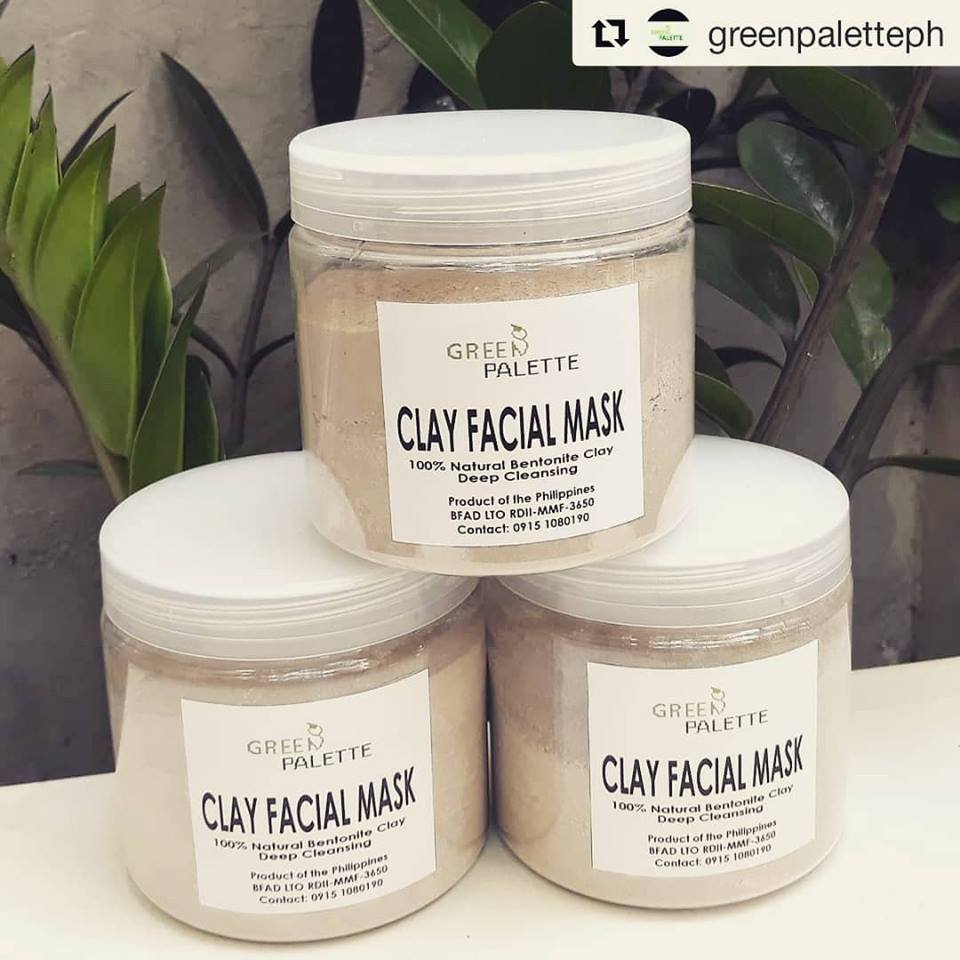 greenpaletteph
GREEN
PALETTE
CLAY FACIAL MASK
100% Natural Bentonite Clay
Deep Cleansing
Product of the Philippines
BFAD LTO RDII-MMF-3650
Contact: 0915 1080190
GREEN
PALETTE
CLAY FACIAL MASK
100% Natural Bentonite Clay
Deep Cleansing
Product of the Philippines
BFAD LTO RDII-MMF-3650
Contact: 0915 1080190
GREEN
PALETTE
CLAY FACIAL MASK
100% Natural Bentonite Clay
Deep Cleansing
Product of the Philippines
BFAD LTO RDII-MMF-3650
Contact: 0915 1080190